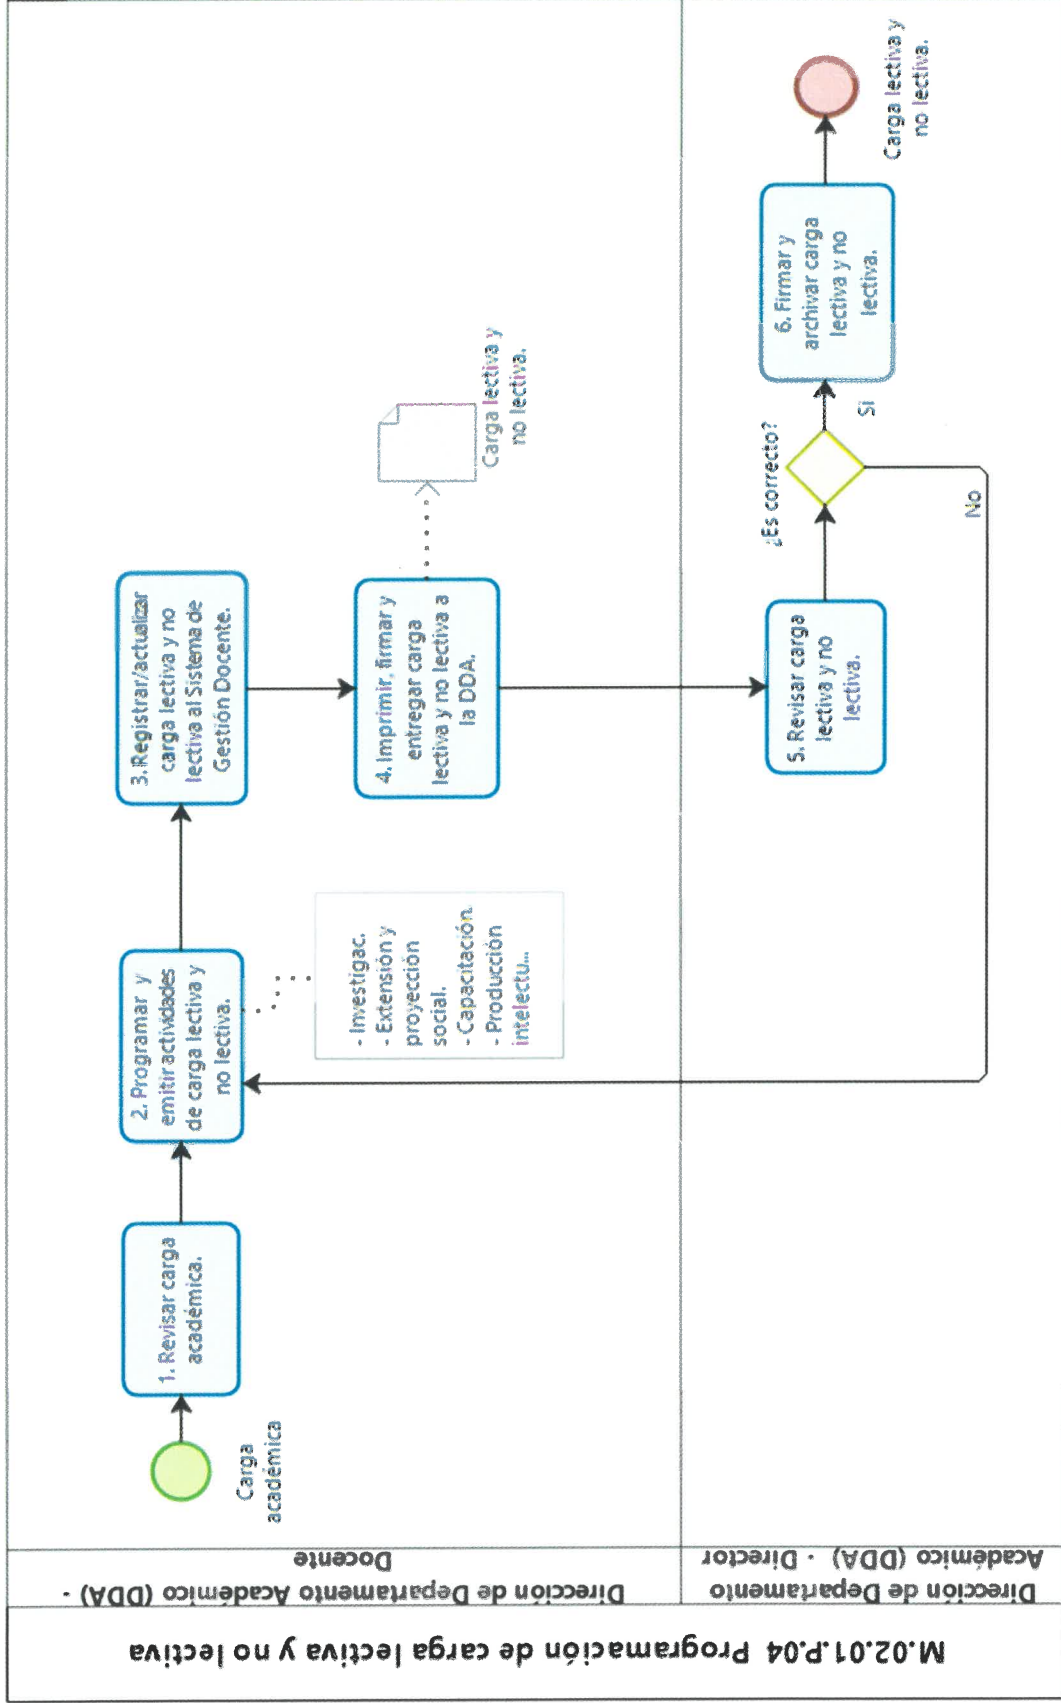 M.02.01.P.04 Programación de carga lectiva y no lectiva
Dirección de Departamento Académico (DDA) -
Docente
Carga
académica
1. Revisar carga
académica.
2. Programar y
emitir actividades
de carga lectiva y
no lectiva.
- Investigac.
- Extensión y
proyección
social.
- Capacitación.
- Producción
intelectu...
3. Registrar/actualizar
carga lectiva y no
lectiva al Sistema de
Gestión Docente.
4. Imprimir, firmar y
entregar carga
lectiva y no lectiva a
la DDA.
Carga lectiva y
no lectiva.
Dirección de Departamento
Académico (DDA) - Director
5. Revisar carga
lectiva y no
lectiva.
¿Es correcto?
Si
No
6. Firmar y
archivar carga
lectiva y no
lectiva.
Carga lectiva y
no lectiva.